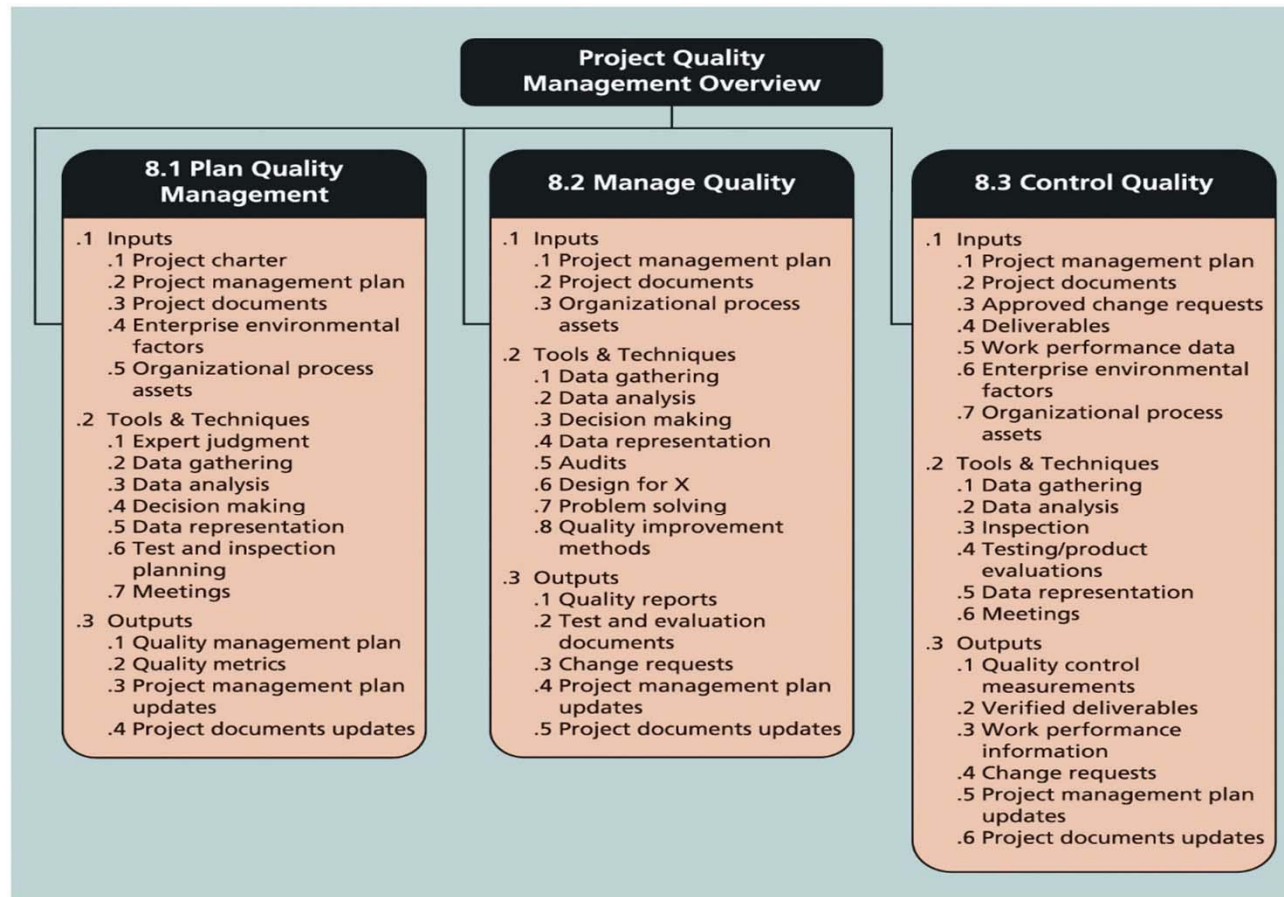 Project Quality
Management Overview
8.1 Plan Quality
Management
.1 Inputs
.1 Project charter
.2 Project management plan
.3 Project documents
.4 Enterprise environmental
factors
.5 Organizational process
assets
.2 Tools & Techniques
.1 Expert judgment
.2 Data gathering
.3 Data analysis
.4 Decision making
.5 Data representation
.6 Test and inspection
planning
.7 Meetings
.3 Outputs
.1 Quality management plan
.2 Quality metrics
.3 Project management plan
updates
.4 Project documents updates
8.2 Manage Quality
.1 Inputs
.1 Project management plan
.2 Project documents
.3 Organizational process
assets
.2 Tools & Techniques
.1 Data gathering
.2 Data analysis
.3 Decision making
.4 Data representation
.5 Audits
.6 Design for X
.7 Problem solving
.8 Quality improvement
methods
.3 Outputs
.1 Quality reports
.2 Test and evaluation
documents
.3 Change requests
.4 Project management plan
updates
.5 Project documents updates
8.3 Control Quality
.1 Inputs
.1 Project management plan
.2 Project documents
.3 Approved change requests
.4 Deliverables
.5 Work performance data
.6 Enterprise environmental
factors
.7 Organizational process
assets
.2 Tools & Techniques
.1 Data gathering
.2 Data analysis
.3 Inspection
.4 Testing/product
evaluations
.5 Data representation
.6 Meetings
.3 Outputs
.1 Quality control
measurements
.2 Verified deliverables
.3 Work performance
information
.4 Change requests
.5 Project management plan
updates
.6 Project documents updates